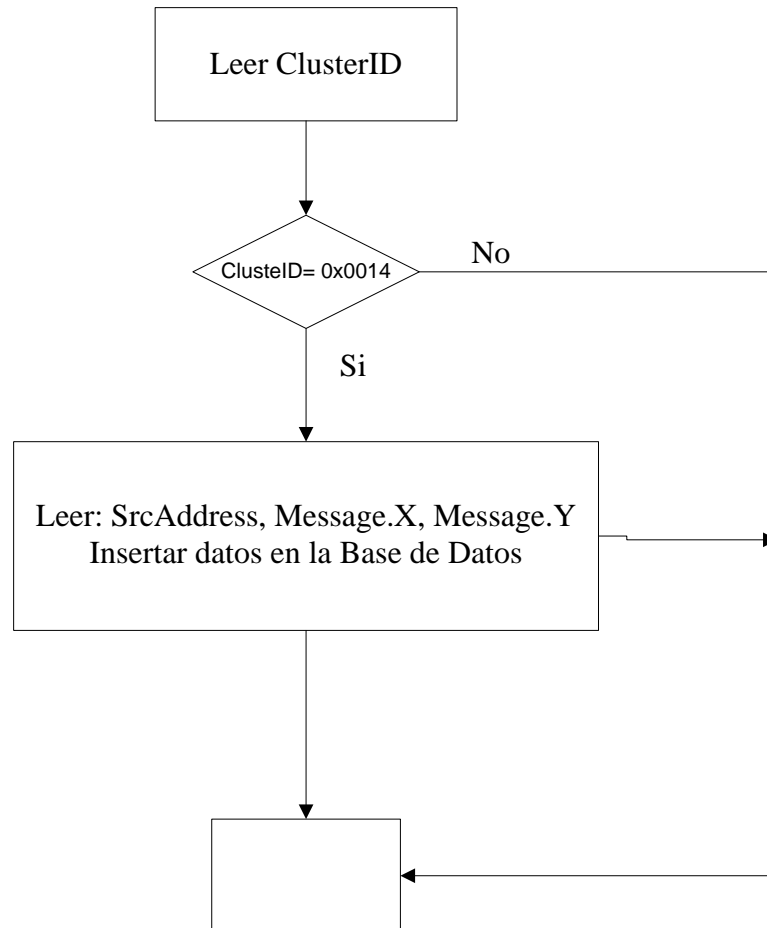 Leer ClusterID
ClusteID= 0x0014
No
Si
Leer: SrcAddress, Message.X, Message.Y
Insertar datos en la Base de Datos